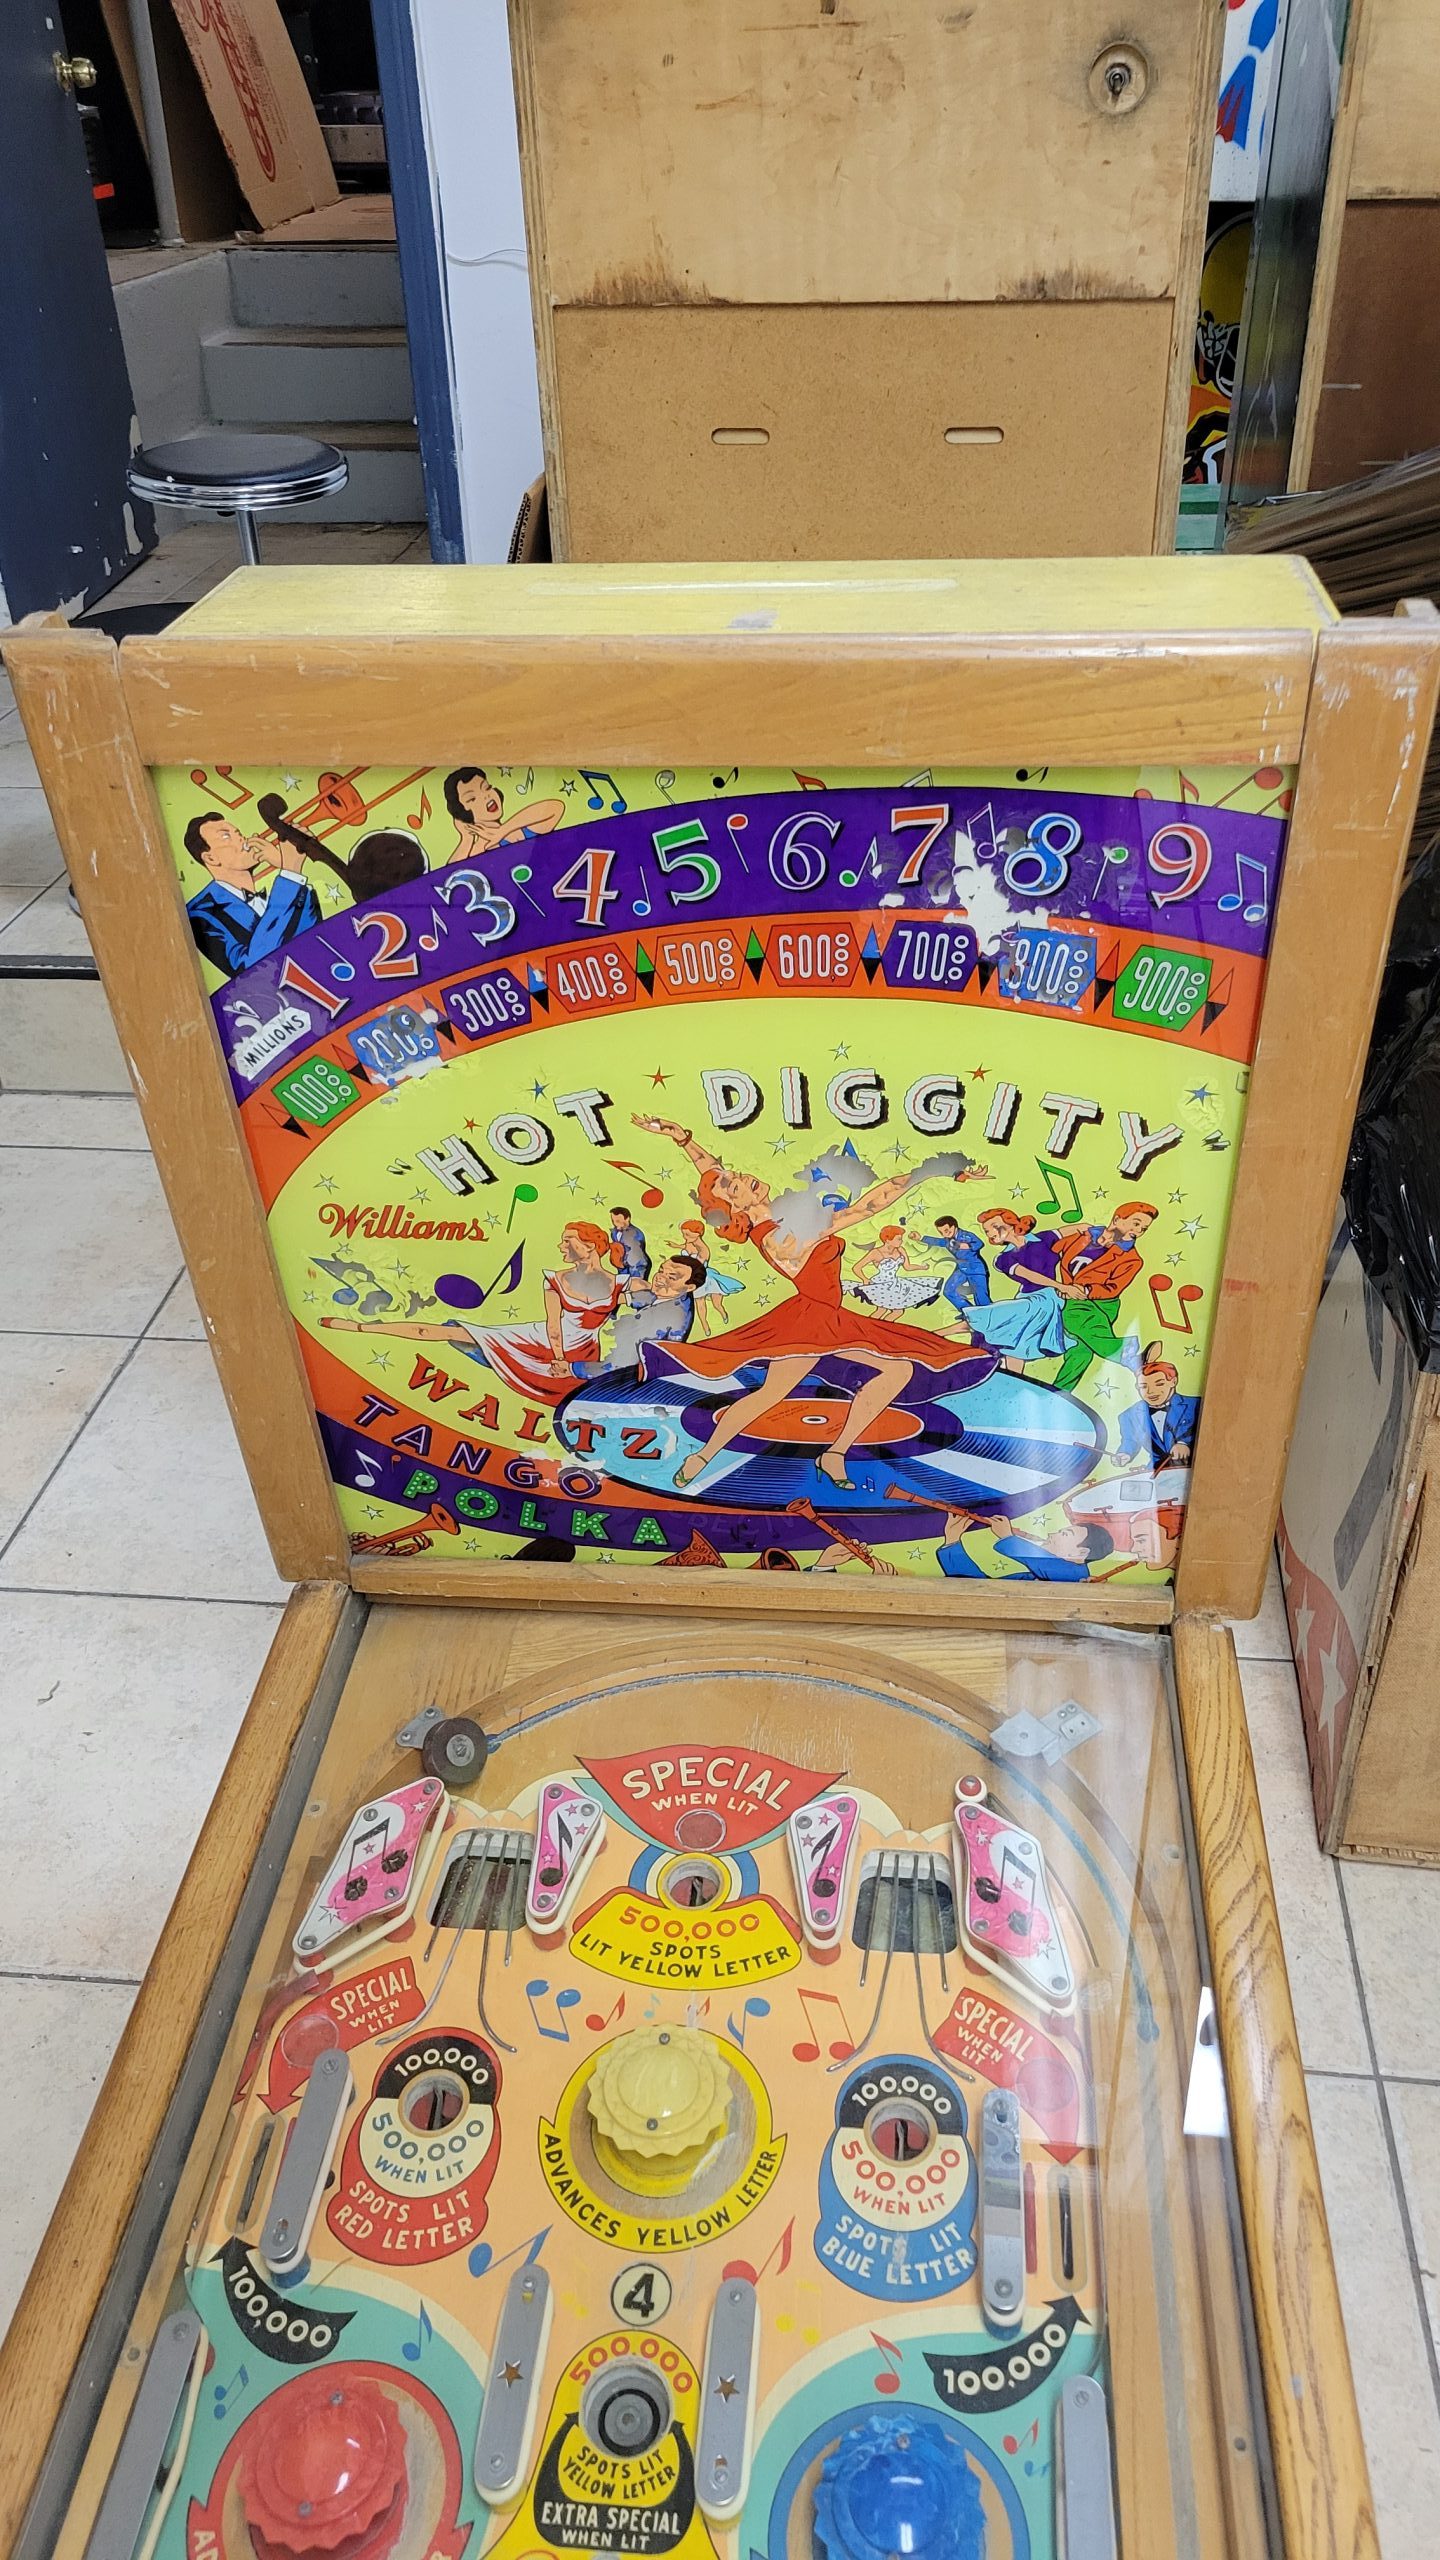 1 2 3 4 5 6 7 8 9
MILLIONS
100,000 200,000 300,000 400,000 500,000 600,000 700,000 800,000 900,000
"HOT DIGGITY"
Williams
WALTZ
TANGO
POLKA
SPECIAL
WHEN LIT
500,000
SPOTS
LIT YELLOW LETTER
SPECIAL
WHEN
LIT
SPECIAL
WHEN
LIT
100,000
500,000
WHEN LIT
SPOTS LIT
RED LETTER
ADVANCES YELLOW LETTER
100,000
500,000
WHEN LIT
SPOTS LIT
BLUE LETTER
4
100,000
100,000
500,000
SPOTS LIT
YELLOW LETTER
EXTRA SPECIAL
WHEN LIT